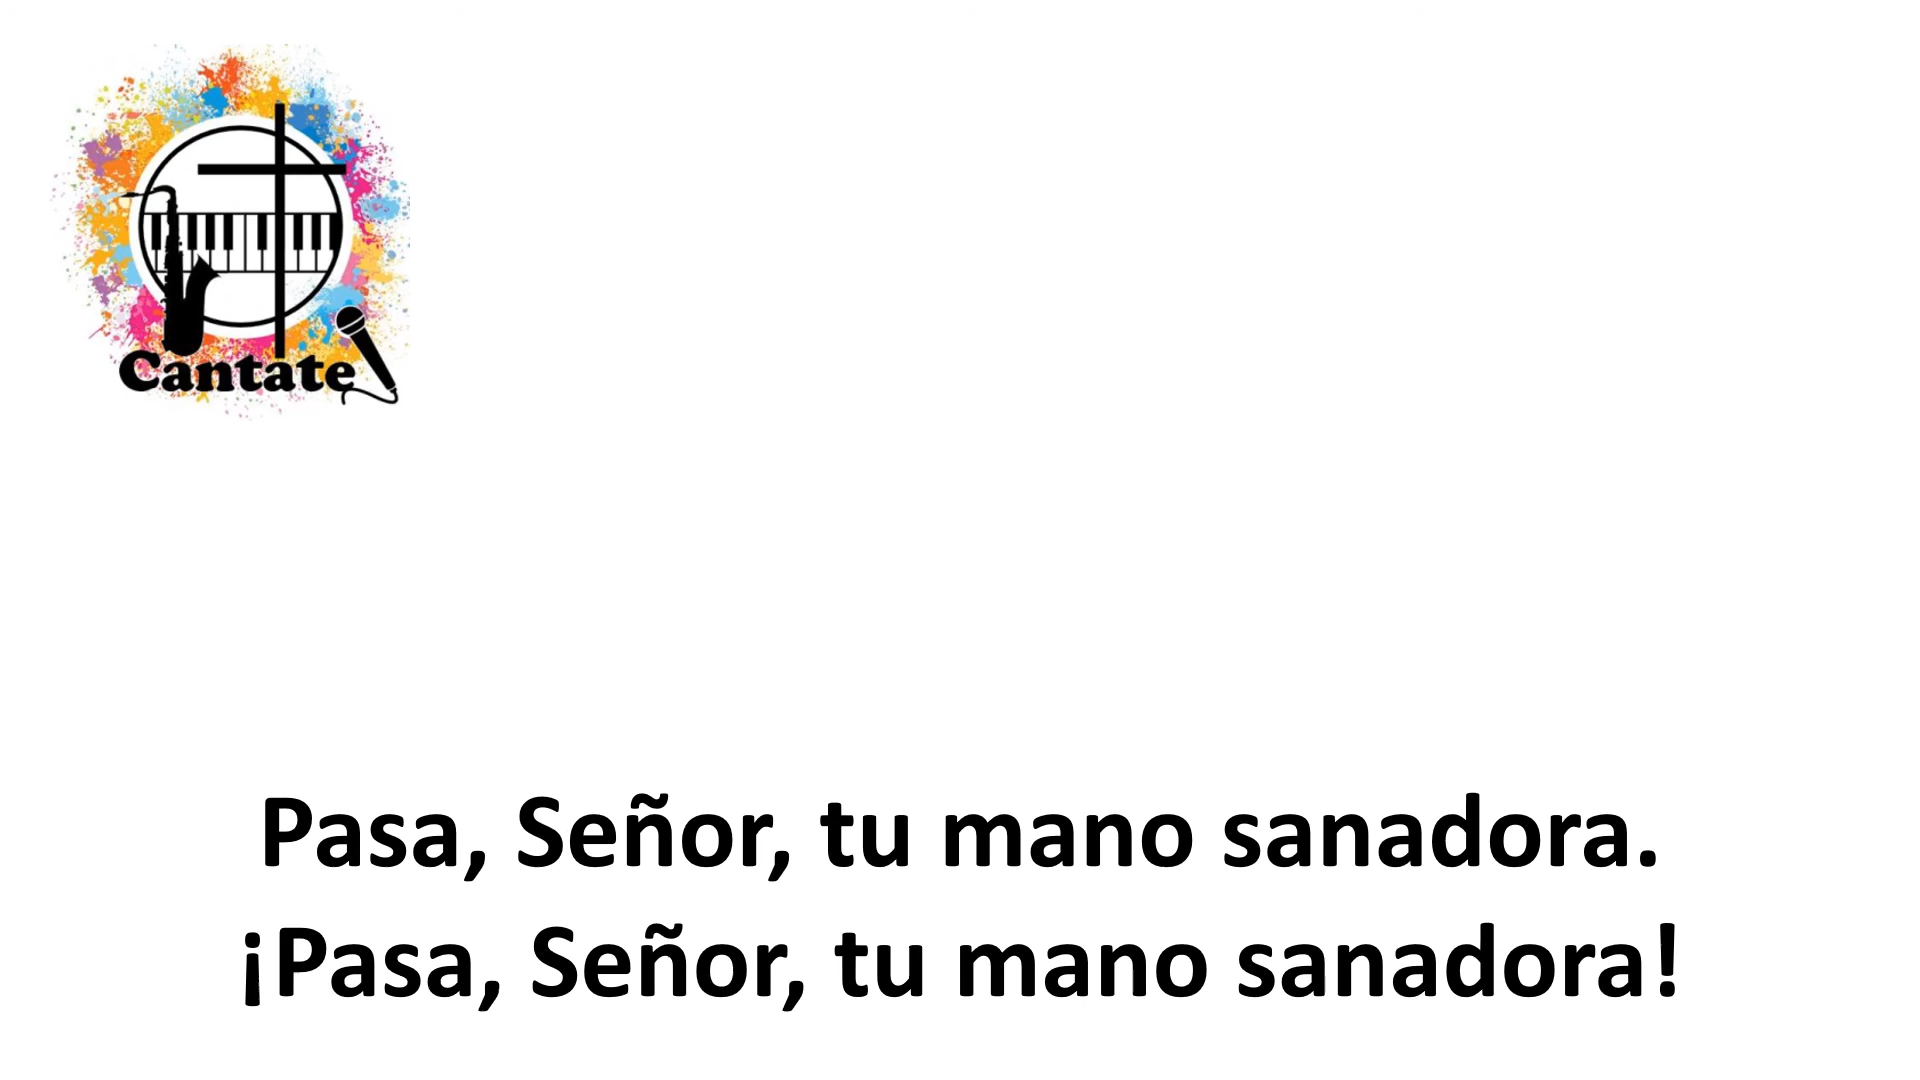 Cantate
Pasa, Señor, tu mano sanadora.
¡Pasa, Señor, tu mano sanadora!